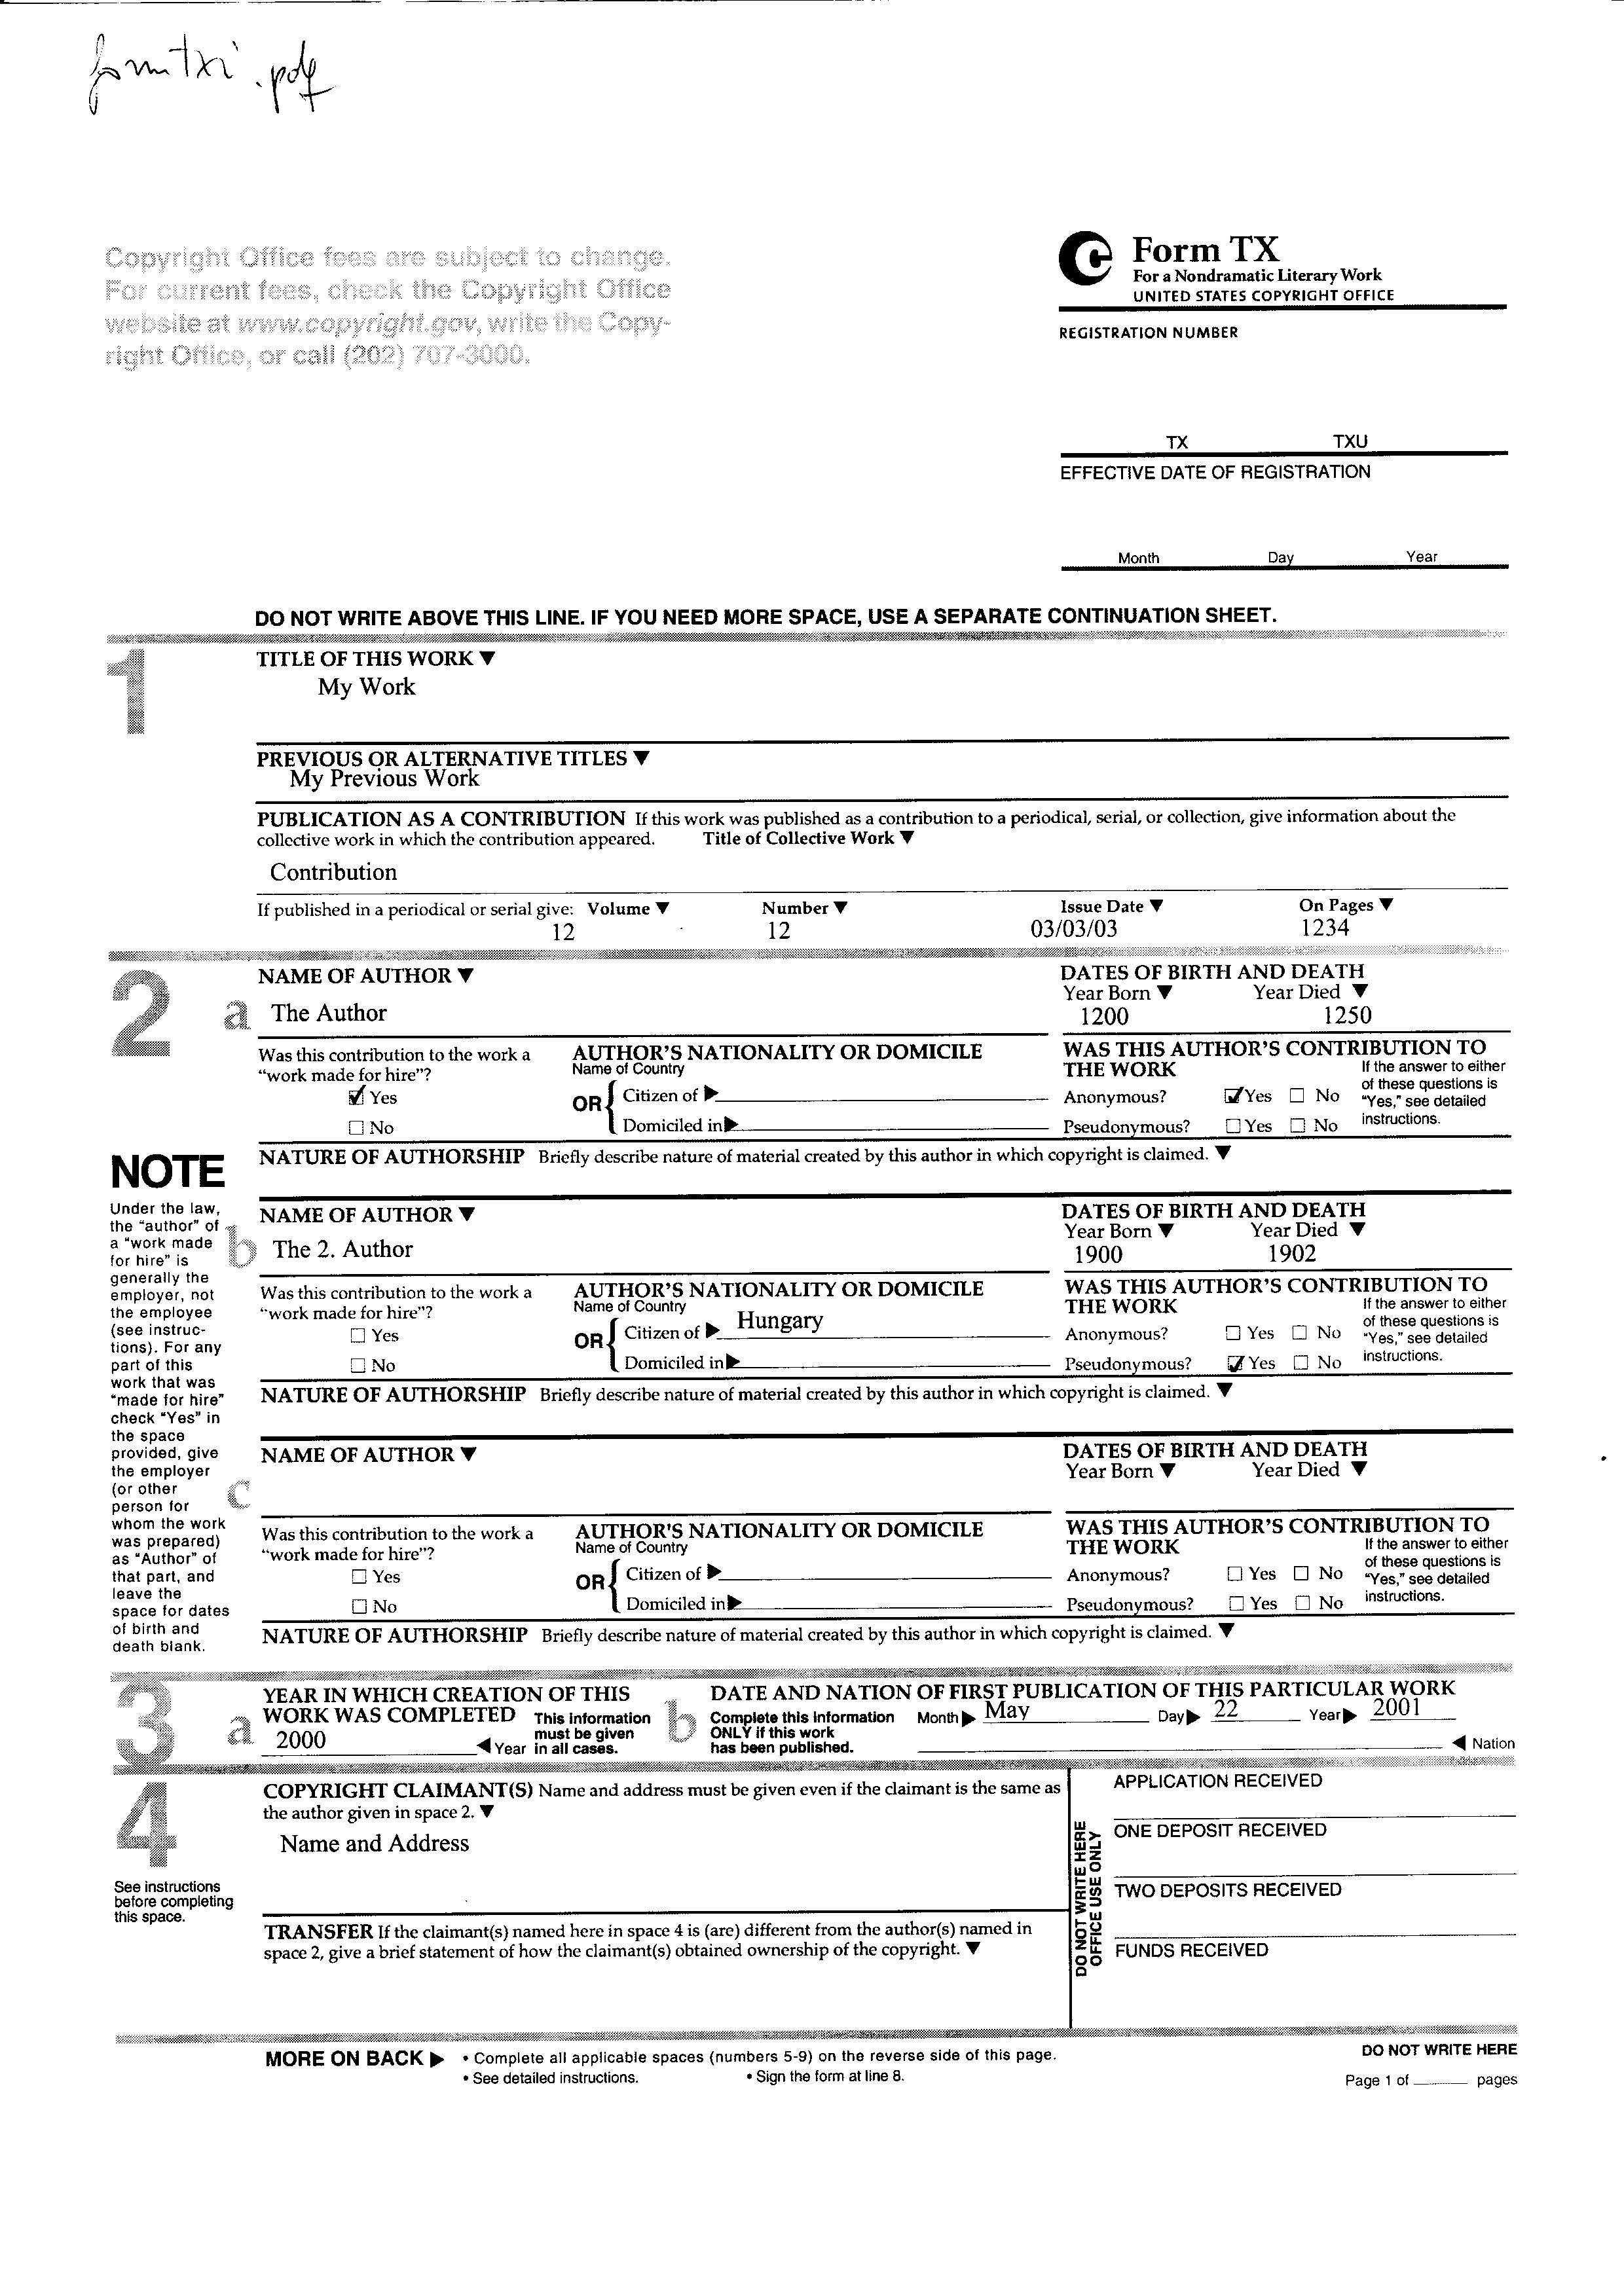 formtxi.pdf
Copyright Office fees are subject to change.
For current fees, check the Copyright Office
website at www.copyright.gov, write the Copy-
right Office, or call (202) 707-3000.
Form TX
For a Nondramatic Literary Work
UNITED STATES COPYRIGHT OFFICE
REGISTRATION NUMBER
TX TXU
EFFECTIVE DATE OF REGISTRATION
Month Day Year
DO NOT WRITE ABOVE THIS LINE. IF YOU NEED MORE SPACE, USE A SEPARATE CONTINUATION SHEET.
1
TITLE OF THIS WORK ▼
My Work
PREVIOUS OR ALTERNATIVE TITLES ▼
My Previous Work
PUBLICATION AS A CONTRIBUTION If this work was published as a contribution to a periodical, serial, or collection, give information about the
collective work in which the contribution appeared. Title of Collective Work ▼
Contribution
If published in a periodical or serial give: Volume ▼ Number ▼ Issue Date ▼ On Pages ▼
12 12 03/03/03 1234
2
a
NAME OF AUTHOR ▼
The Author
DATES OF BIRTH AND DEATH
Year Born ▼ Year Died ▼
1200 1250
Was this contribution to the work a
“work made for hire”?
Yes
No
AUTHOR'S NATIONALITY OR DOMICILE
Name of Country
OR
Citizen of ▶
Domiciled in▶
WAS THIS AUTHOR'S CONTRIBUTION TO
THE WORK
Anonymous? Yes No
Pseudonymous? Yes No
If the answer to either
of these questions is
“Yes,” see detailed
instructions.
NATURE OF AUTHORSHIP Briefly describe nature of material created by this author in which copyright is claimed. ▼
NOTE
Under the law,
the “author” of
a “work made
for hire” is
generally the
employer, not
the employee
(see instruc-
tions). For any
part of this
work that was
“made for hire”
check “Yes” in
the space
provided, give
the employer
(or other
person for
whom the work
was prepared)
as “Author” of
that part, and
leave the
space for dates
of birth and
death blank.
b
NAME OF AUTHOR ▼
The 2. Author
DATES OF BIRTH AND DEATH
Year Born ▼ Year Died ▼
1900 1902
Was this contribution to the work a
“work made for hire”?
Yes
No
AUTHOR'S NATIONALITY OR DOMICILE
Name of Country
OR
Citizen of ▶ Hungary
Domiciled in▶
WAS THIS AUTHOR'S CONTRIBUTION TO
THE WORK
Anonymous? Yes No
Pseudonymous? Yes No
If the answer to either
of these questions is
“Yes,” see detailed
instructions.
NATURE OF AUTHORSHIP Briefly describe nature of material created by this author in which copyright is claimed. ▼
c
NAME OF AUTHOR ▼
DATES OF BIRTH AND DEATH
Year Born ▼ Year Died ▼
Was this contribution to the work a
“work made for hire”?
Yes
No
AUTHOR'S NATIONALITY OR DOMICILE
Name of Country
OR
Citizen of ▶
Domiciled in▶
WAS THIS AUTHOR'S CONTRIBUTION TO
THE WORK
Anonymous? Yes No
Pseudonymous? Yes No
If the answer to either
of these questions is
“Yes,” see detailed
instructions.
NATURE OF AUTHORSHIP Briefly describe nature of material created by this author in which copyright is claimed. ▼
3
a
YEAR IN WHICH CREATION OF THIS
WORK WAS COMPLETED This information
must be given
2000 ◀ Year in all cases.
b
DATE AND NATION OF FIRST PUBLICATION OF THIS PARTICULAR WORK
Complete this information Month▶ May Day▶ 22 Year▶ 2001
ONLY if this work
has been published. ◀ Nation
4
See instructions
before completing
this space.
COPYRIGHT CLAIMANT(S) Name and address must be given even if the claimant is the same as
the author given in space 2. ▼
Name and Address
TRANSFER If the claimant(s) named here in space 4 is (are) different from the author(s) named in
space 2, give a brief statement of how the claimant(s) obtained ownership of the copyright. ▼
DO NOT WRITE HERE
OFFICE USE ONLY
APPLICATION RECEIVED
ONE DEPOSIT RECEIVED
TWO DEPOSITS RECEIVED
FUNDS RECEIVED
MORE ON BACK ▶ • Complete all applicable spaces (numbers 5-9) on the reverse side of this page.
• See detailed instructions. • Sign the form at line 8.
DO NOT WRITE HERE
Page 1 of ____ pages